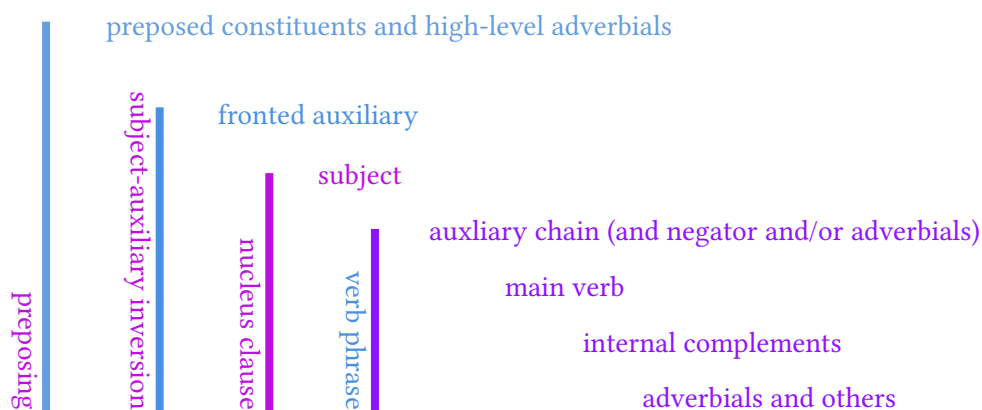 preposed constituents and high-level adverbials
fronted auxiliary
subject
auxliary chain (and negator and/or adverbials)
main verb
internal complements
adverbials and others
preposing
subject-auxiliary inversion
nucleus clause
verb phrase